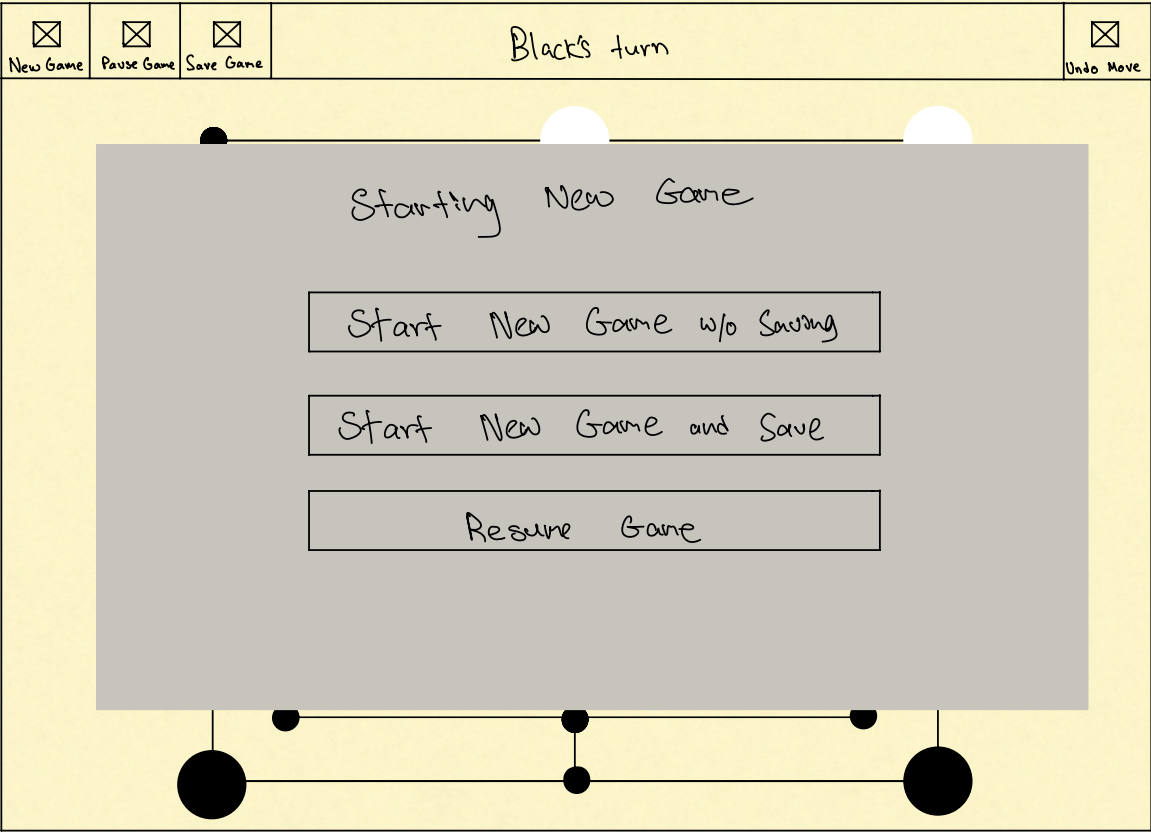 New Game
Pause Game
Save Game
Black's turn
Undo Move
Starting New Game
Start New Game w/o Saving
Start New Game and Save
Resume Game